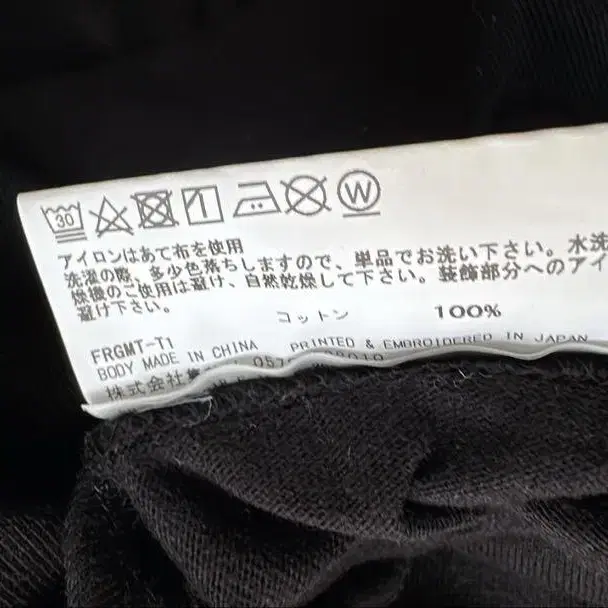 30 W
アイロンはあて布を使用
洗濯の際、多少色落ちしますので、単品でお洗い下さい。水洗
燥機のご使用は避け、自然乾燥して下さい。装飾部分へのアイ
避け下さい。
コットン 100%
FRGMT-T1
BODY MADE IN CHINA PRINTED & EMBROIDERED IN JAPAN
株式会社集 057